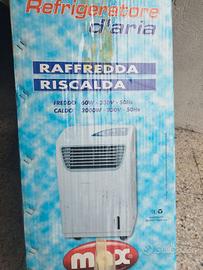 Refrigeratore
d'aria
RAFFREDDA
RISCALDA
FREDDO: 60W - 230V - 50Hz
CALDO: 2000W - 230V - 50Hz
max